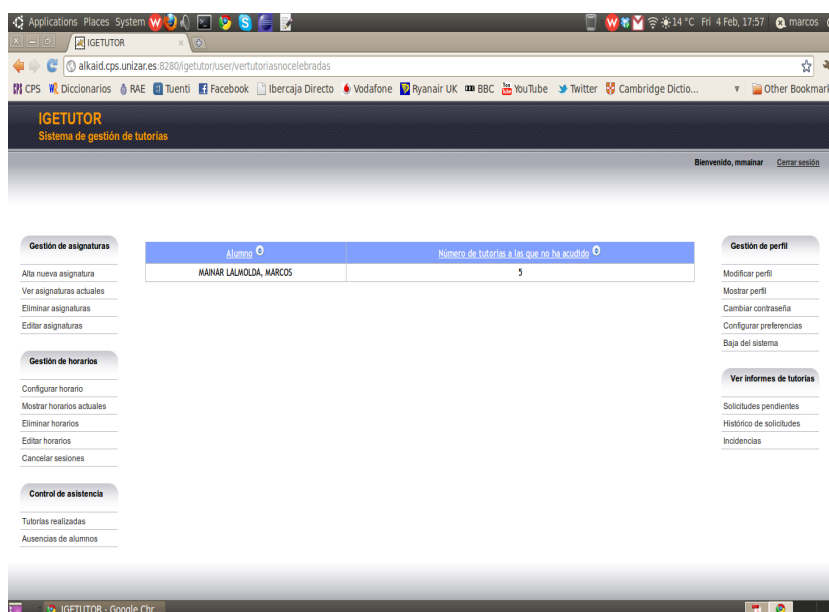 Applications Places System
14 °C Fri 4 Feb, 17:57 marcos
IGETUTOR
alkaid.cps.unizar.es:8280/igetutor/user/vertutoriasnocelebradas
CPS Diccionarios RAE Tuenti Facebook Ibercaja Directo Vodafone Ryanair UK BBC YouTube Twitter Cambridge Dictio... Other Bookmar
IGETUTOR
Sistema de gestión de tutorías
Bienvenido, mmainar Cerrar sesión
Gestión de asignaturas
Alta nueva asignatura
Ver asignaturas actuales
Eliminar asignaturas
Editar asignaturas
Gestión de horarios
Configurar horario
Mostrar horarios actuales
Eliminar horarios
Editar horarios
Cancelar sesiones
Control de asistencia
Tutorías realizadas
Ausencias de alumnos
Alumno Número de tutorías a las que no ha acudido
MAINAR LALMOLDA, MARCOS 5
Gestión de perfil
Modificar perfil
Mostrar perfil
Cambiar contraseña
Configurar preferencias
Baja del sistema
Ver informes de tutorías
Solicitudes pendientes
Histórico de solicitudes
Incidencias
IGETUTOR - Google Chr...